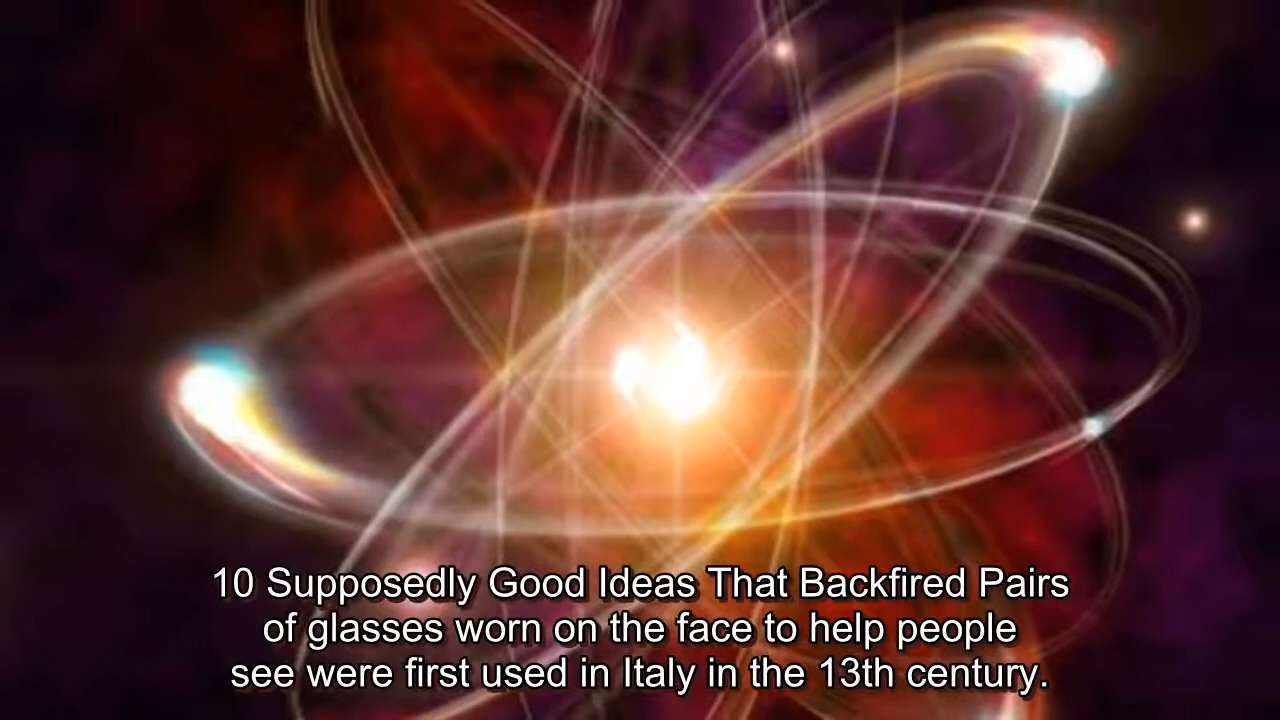 10 Supposedly Good Ideas That Backfired Pairs
of glasses worn on the face to help people
see were first used in Italy in the 13th century.